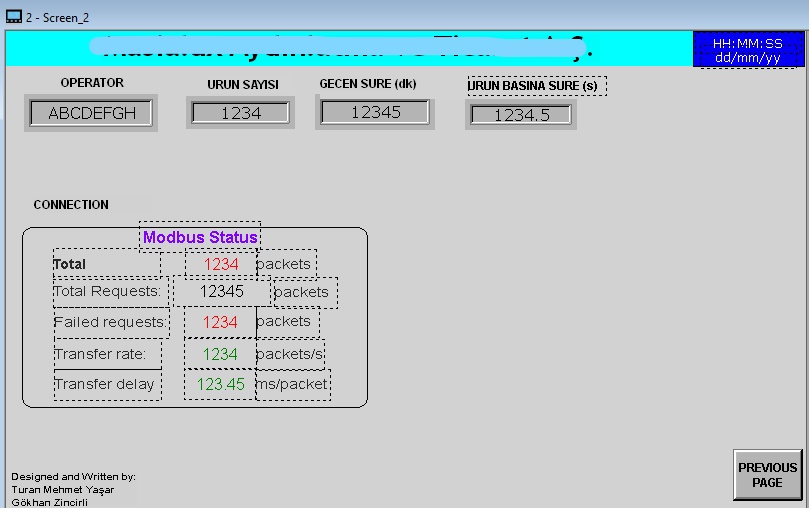 2 - Screen_2
HH:MM:SS
dd/mm/yy
OPERATOR URUN SAYISI GECEN SURE (dk) URUN BASINA SURE (s)
ABCDEFGH 1234 12345 1234.5
CONNECTION
Modbus Status
Total 1234 packets
Total Requests: 12345 packets
Failed requests: 1234 packets
Transfer rate: 1234 packets/s
Transfer delay 123.45 ms/packet
PREVIOUS
PAGE
Designed and Written by:
Turan Mehmet Yaşar
Gökhan Zincirli